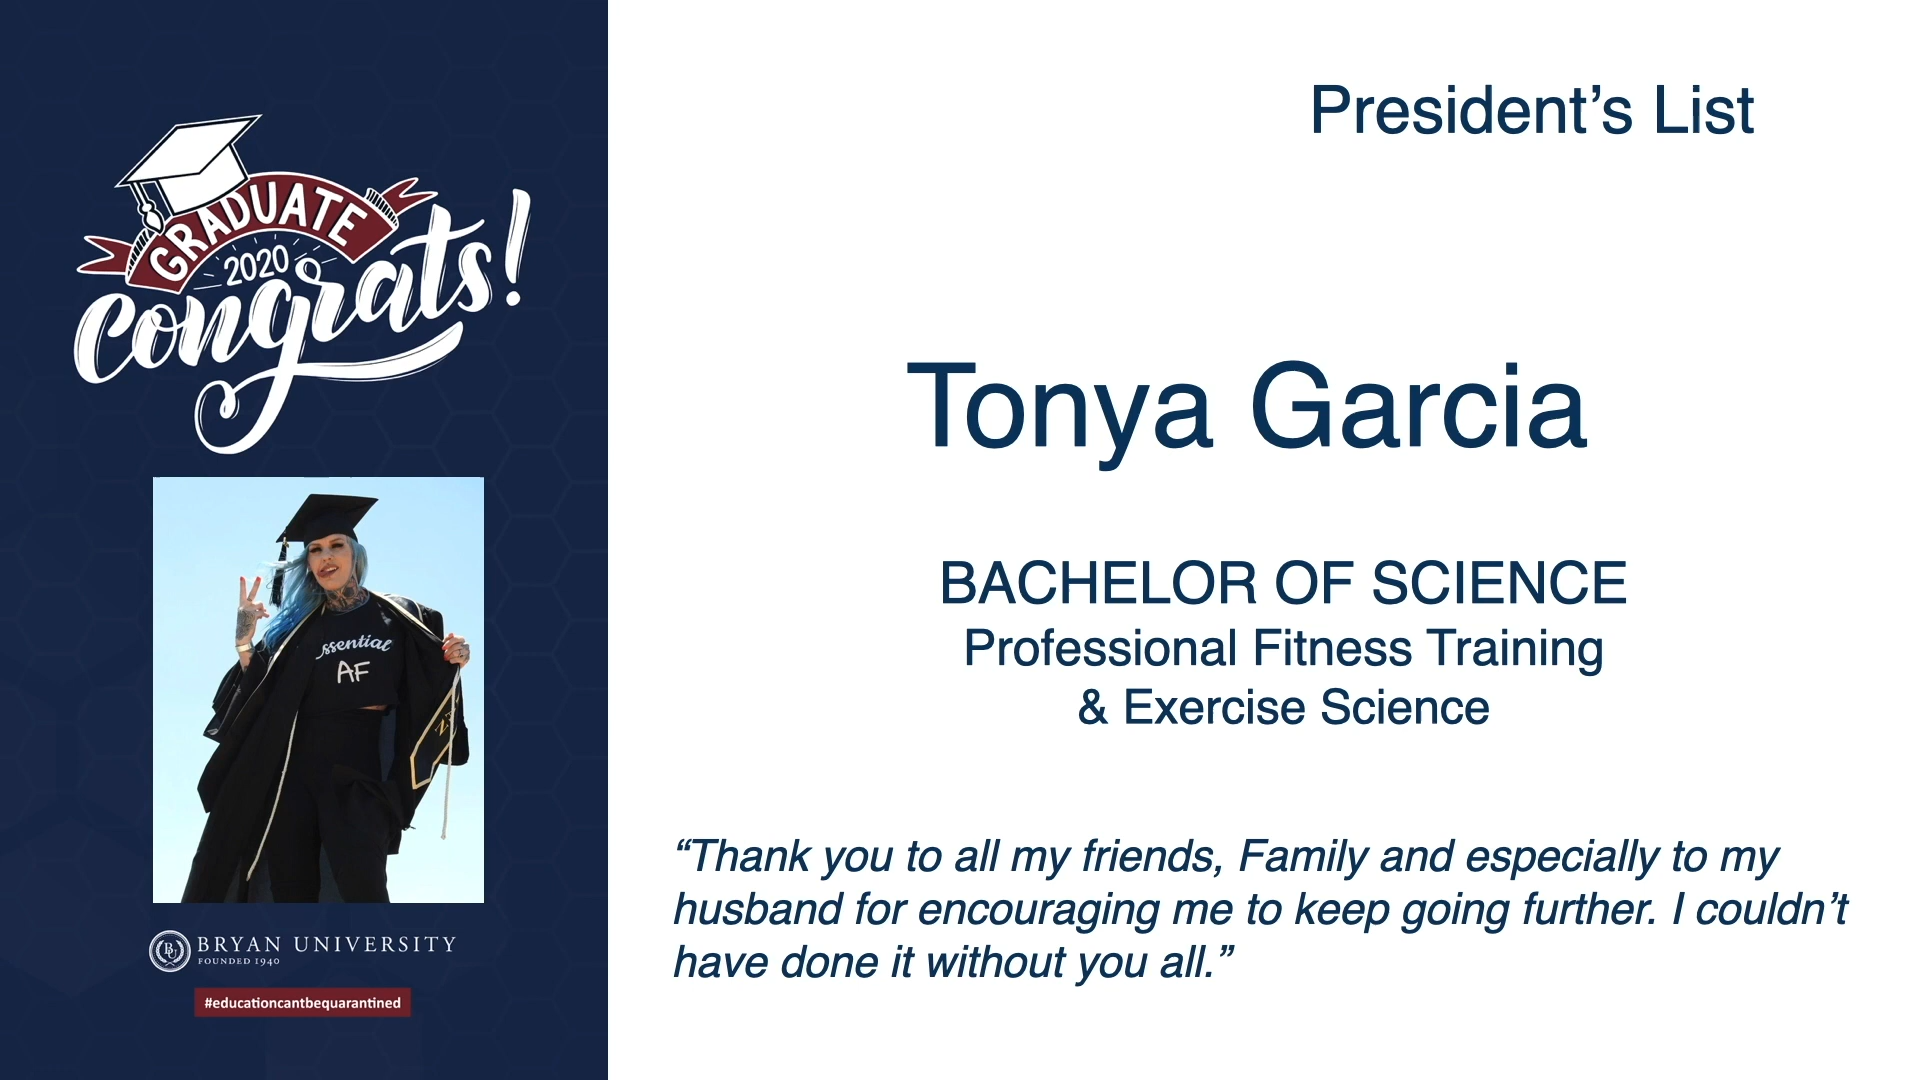 GRADUATE
2020
congrats!
ssential
AF
BU
BRYAN UNIVERSITY
FOUNDED 1940
#educationcantbequarantined
President’s List
Tonya Garcia
BACHELOR OF SCIENCE
Professional Fitness Training
& Exercise Science
“Thank you to all my friends, Family and especially to my
husband for encouraging me to keep going further. I couldn’t
have done it without you all.”